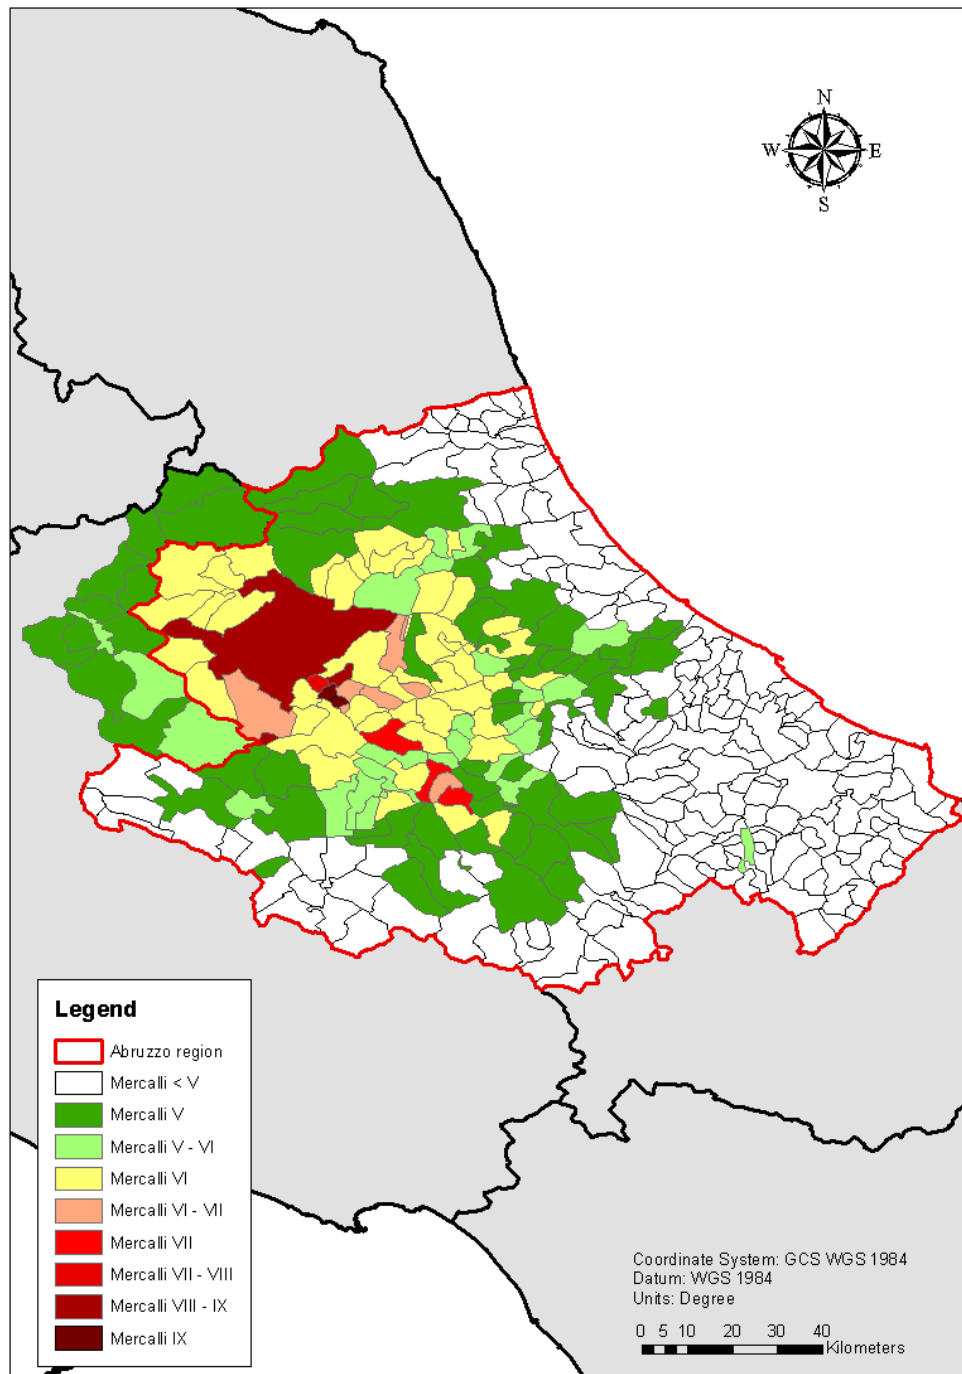 N
W E
S
Legend
Abruzzo region
Mercalli < V
Mercalli V
Mercalli V - VI
Mercalli VI
Mercalli VI - VII
Mercalli VII
Mercalli VII - VIII
Mercalli VIII - IX
Mercalli IX
Coordinate System: GCS WGS 1984
Datum: WGS 1984
Units: Degree
0 5 10 20 30 40
Kilometers